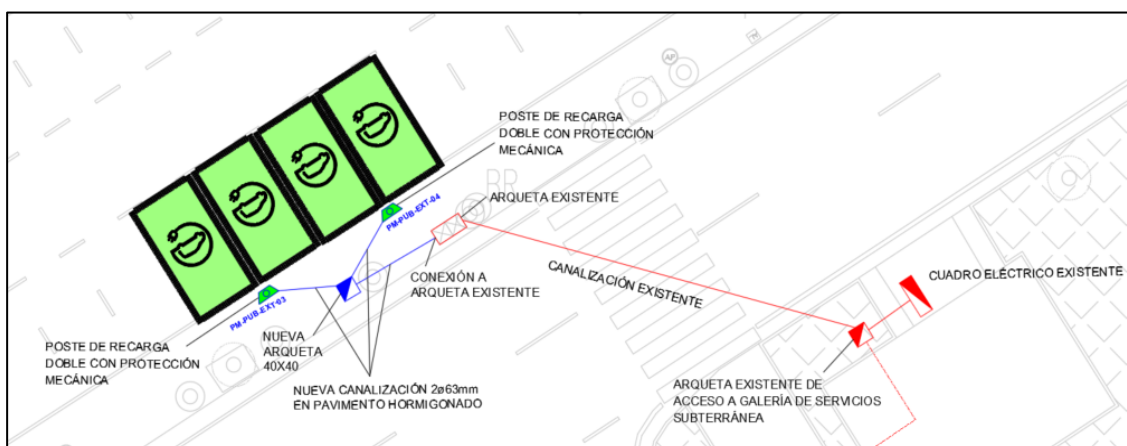 AP
POSTE DE RECARGA
DOBLE CON PROTECCIÓN
MECÁNICA
RR
ARQUETA EXISTENTE
PM-PUB-EXT-04
CANALIZACIÓN EXISTENTE
CUADRO ELÉCTRICO EXISTENTE
CONEXIÓN A
ARQUETA EXISTENTE
PM-PUB-EXT-03
NUEVA
ARQUETA
40X40
POSTE DE RECARGA
DOBLE CON PROTECCIÓN
MECÁNICA
NUEVA CANALIZACIÓN 2ø63mm
EN PAVIMENTO HORMIGONADO
ARQUETA EXISTENTE DE
ACCESO A GALERÍA DE SERVICIOS
SUBTERRÁNEA